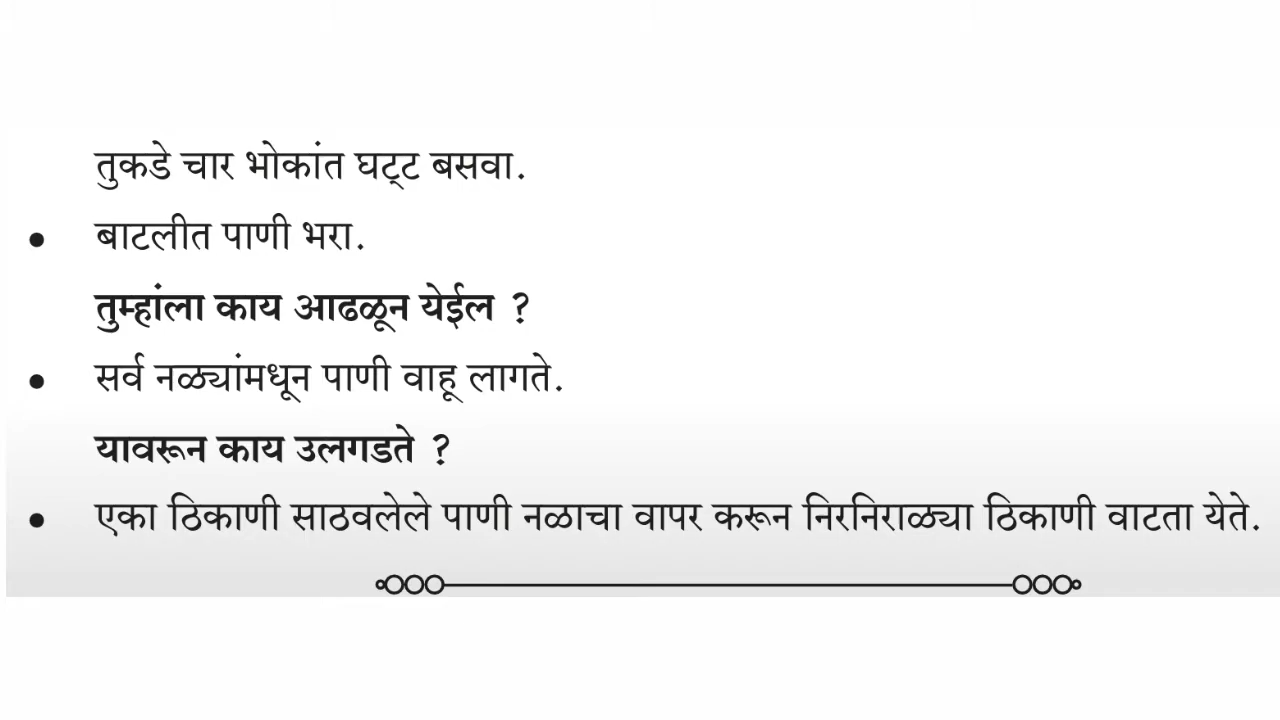 तुकडे चार भोकांत घट्ट बसवा.
• बाटलीत पाणी भरा.
तुम्हांला काय आढळून येईल ?
• सर्व नळ्यांमधून पाणी वाहू लागते.
यावरून काय उलगडते ?
• एका ठिकाणी साठवलेले पाणी नळाचा वापर करून निरनिराळ्या ठिकाणी वाटता येते.